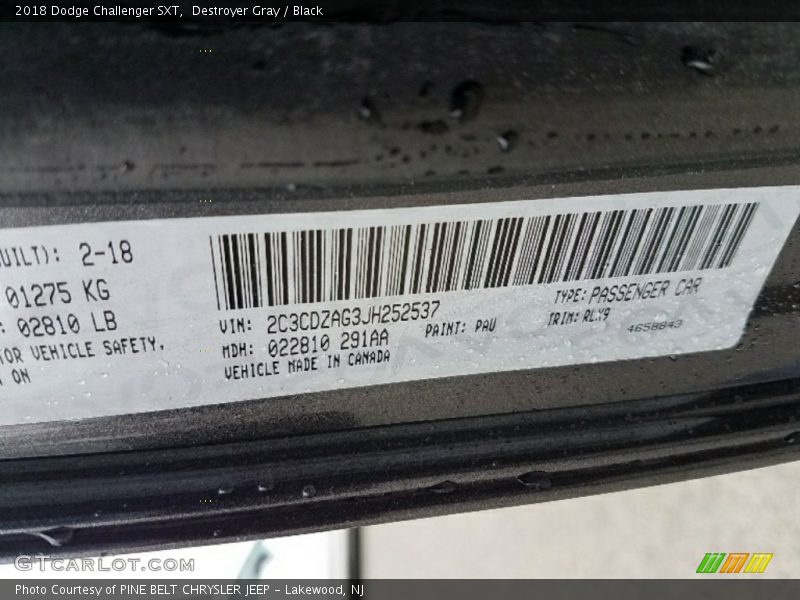 2018 Dodge Challenger SXT,  Destroyer Gray / Black
UILT): 2-18
01275 KG
: 02810 LB
TOR VEHICLE SAFETY,
ON
VIN: 2C3CDZAG3JH252537
MDH: 022810 291AA
VEHICLE MADE IN CANADA
PAINT: PAU
TYPE: PASSENGER CAR
TRIM: RLX9
4658843
GTCARLOT.COM
Photo Courtesy of PINE BELT CHRYSLER JEEP - Lakewood, NJ